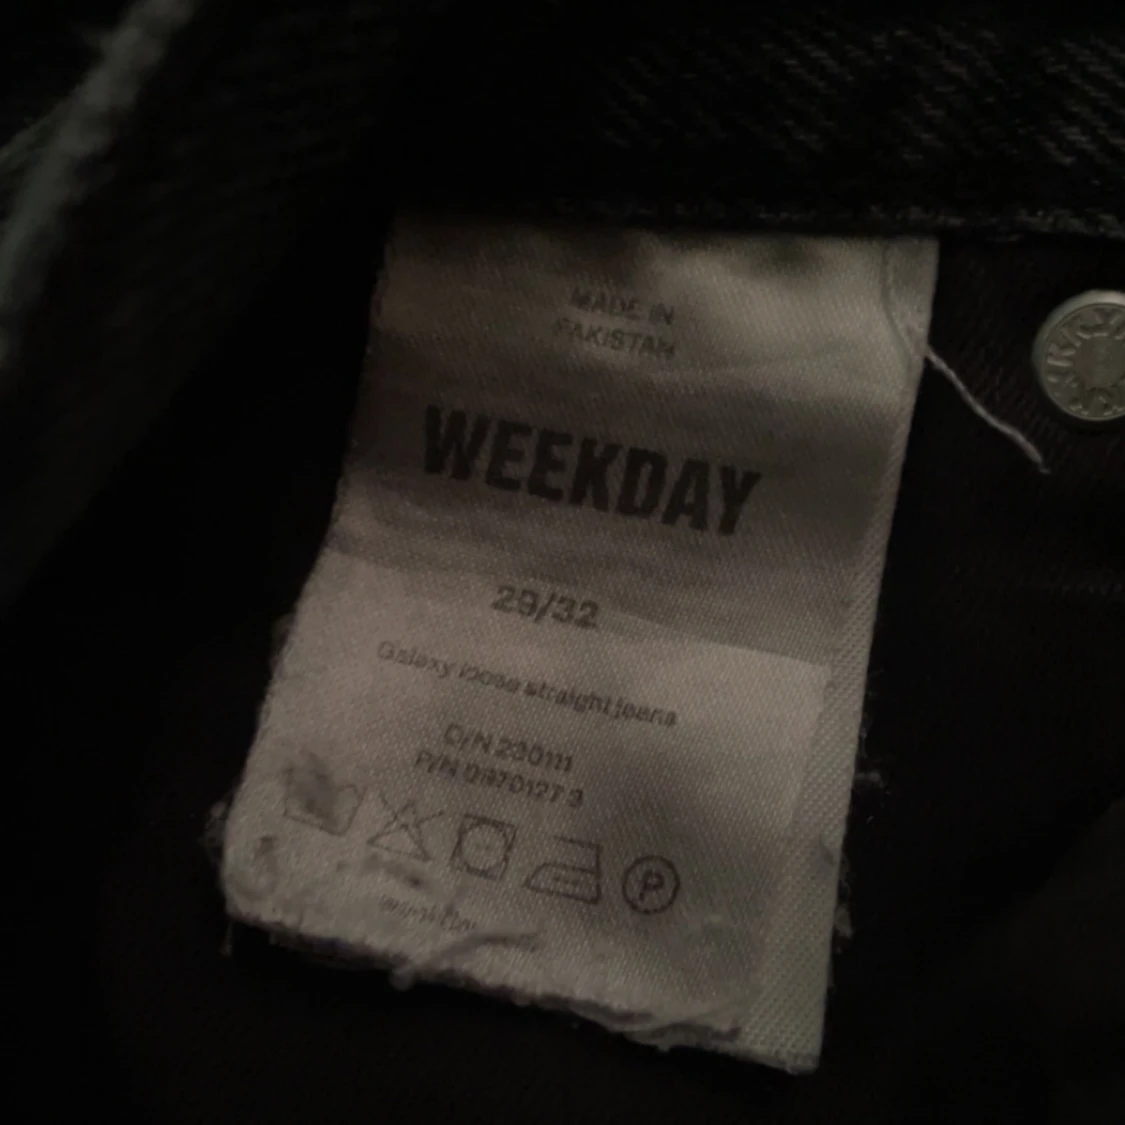 MADE IN
PAKISTAN
WEEKDAY
29/32
Galaxy loose straight jeans
O/N 230111
P/N 0970127 3
P